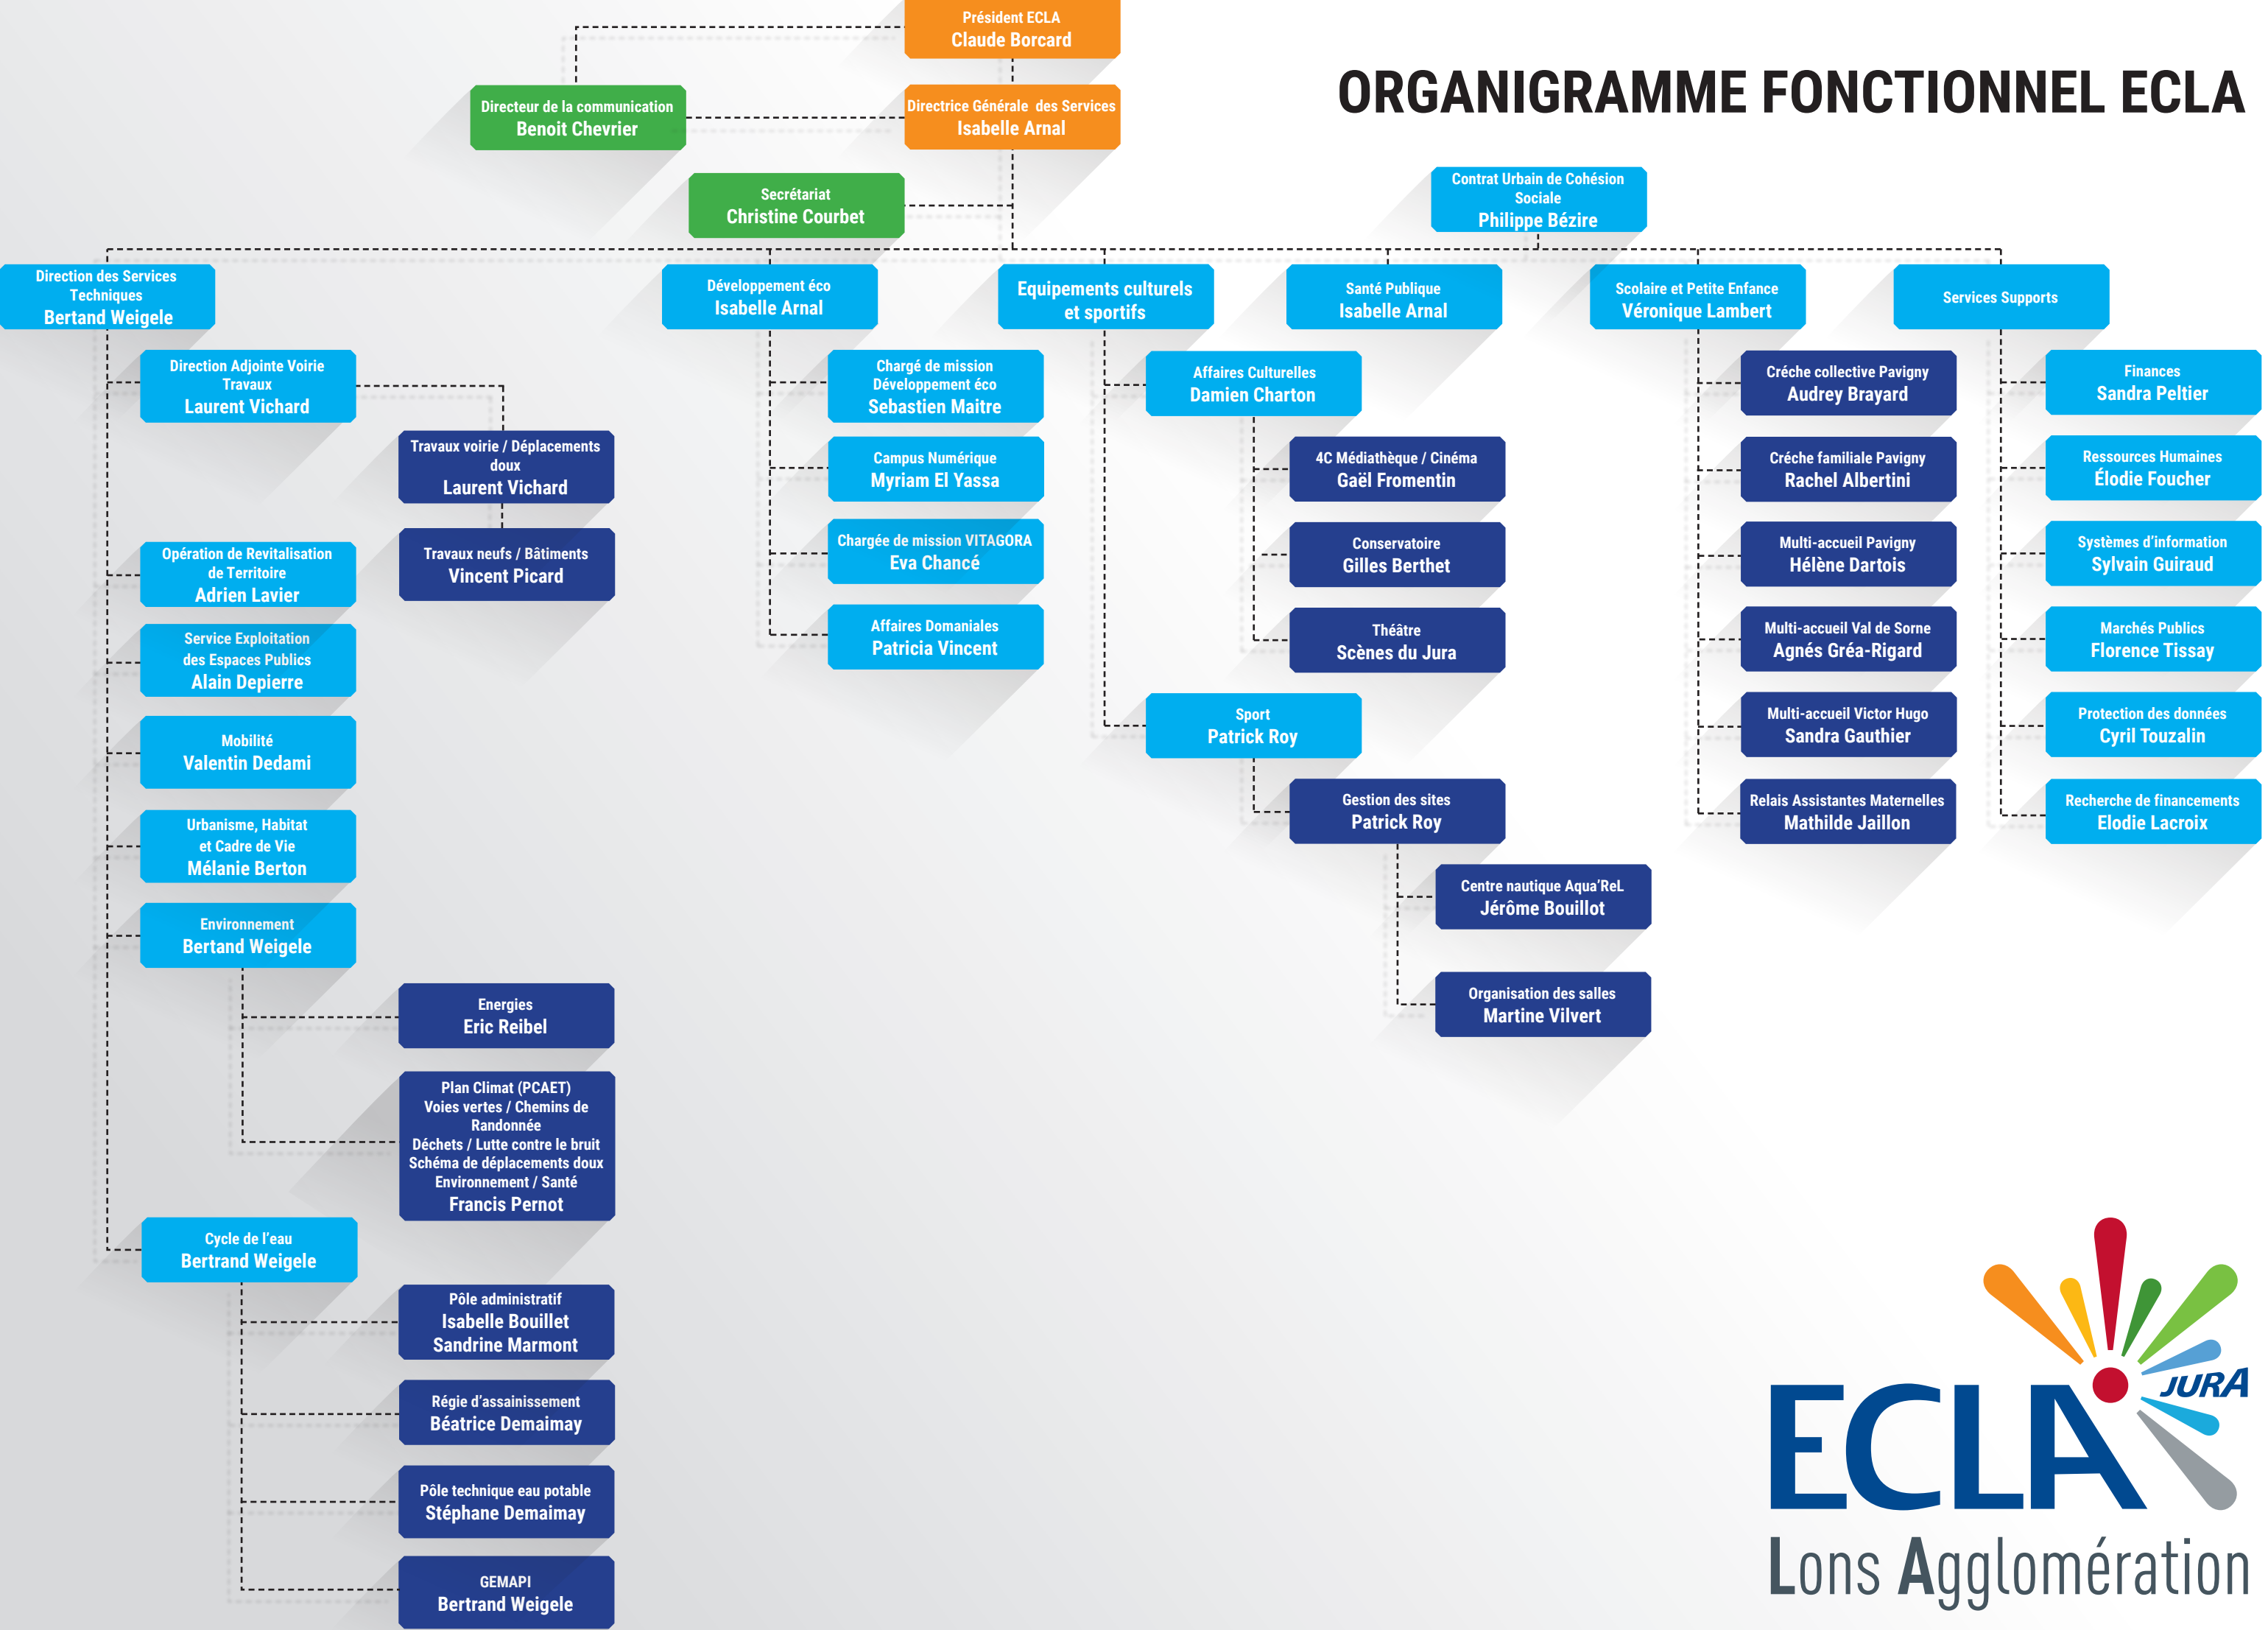 Président ECLA
Claude Borcard
ORGANIGRAMME FONCTIONNEL ECLA
Directeur de la communication
Benoit Chevrier
Directrice Générale des Services
Isabelle Arnal
Secrétariat
Christine Courbet
Contrat Urbain de Cohésion
Sociale
Philippe Bézire
Direction des Services
Techniques
Bertand Weigele
Développement éco
Isabelle Arnal
Equipements culturels
et sportifs
Santé Publique
Isabelle Arnal
Scolaire et Petite Enfance
Véronique Lambert
Services Supports
Direction Adjointe Voirie
Travaux
Laurent Vichard
Travaux voirie / Déplacements
doux
Laurent Vichard
Travaux neufs / Bâtiments
Vincent Picard
Opération de Revitalisation
de Territoire
Adrien Lavier
Service Exploitation
des Espaces Publics
Alain Depierre
Mobilité
Valentin Dedami
Urbanisme, Habitat
et Cadre de Vie
Mélanie Berton
Environnement
Bertand Weigele
Energies
Eric Reibel
Plan Climat (PCAET)
Voies vertes / Chemins de
Randonnée
Déchets / Lutte contre le bruit
Schéma de déplacements doux
Environnement / Santé
Francis Pernot
Cycle de l'eau
Bertrand Weigele
Pôle administratif
Isabelle Bouillet
Sandrine Marmont
Régie d'assainissement
Béatrice Demaimay
Pôle technique eau potable
Stéphane Demaimay
GEMAPI
Bertrand Weigele
Chargé de mission
Développement éco
Sebastien Maitre
Campus Numérique
Myriam El Yassa
Chargée de mission VITAGORA
Eva Chancé
Affaires Domaniales
Patricia Vincent
Affaires Culturelles
Damien Charton
4C Médiathèque / Cinéma
Gaël Fromentin
Conservatoire
Gilles Berthet
Théâtre
Scènes du Jura
Sport
Patrick Roy
Gestion des sites
Patrick Roy
Centre nautique Aqua'ReL
Jérôme Bouillot
Organisation des salles
Martine Vilvert
Créche collective Pavigny
Audrey Brayard
Créche familiale Pavigny
Rachel Albertini
Multi-accueil Pavigny
Hélène Dartois
Multi-accueil Val de Sorne
Agnés Gréa-Rigard
Multi-accueil Victor Hugo
Sandra Gauthier
Relais Assistantes Maternelles
Mathilde Jaillon
Finances
Sandra Peltier
Ressources Humaines
Élodie Foucher
Systèmes d'information
Sylvain Guiraud
Marchés Publics
Florence Tissay
Protection des données
Cyril Touzalin
Recherche de financements
Elodie Lacroix
JURA
ECLA
Lons Agglomération